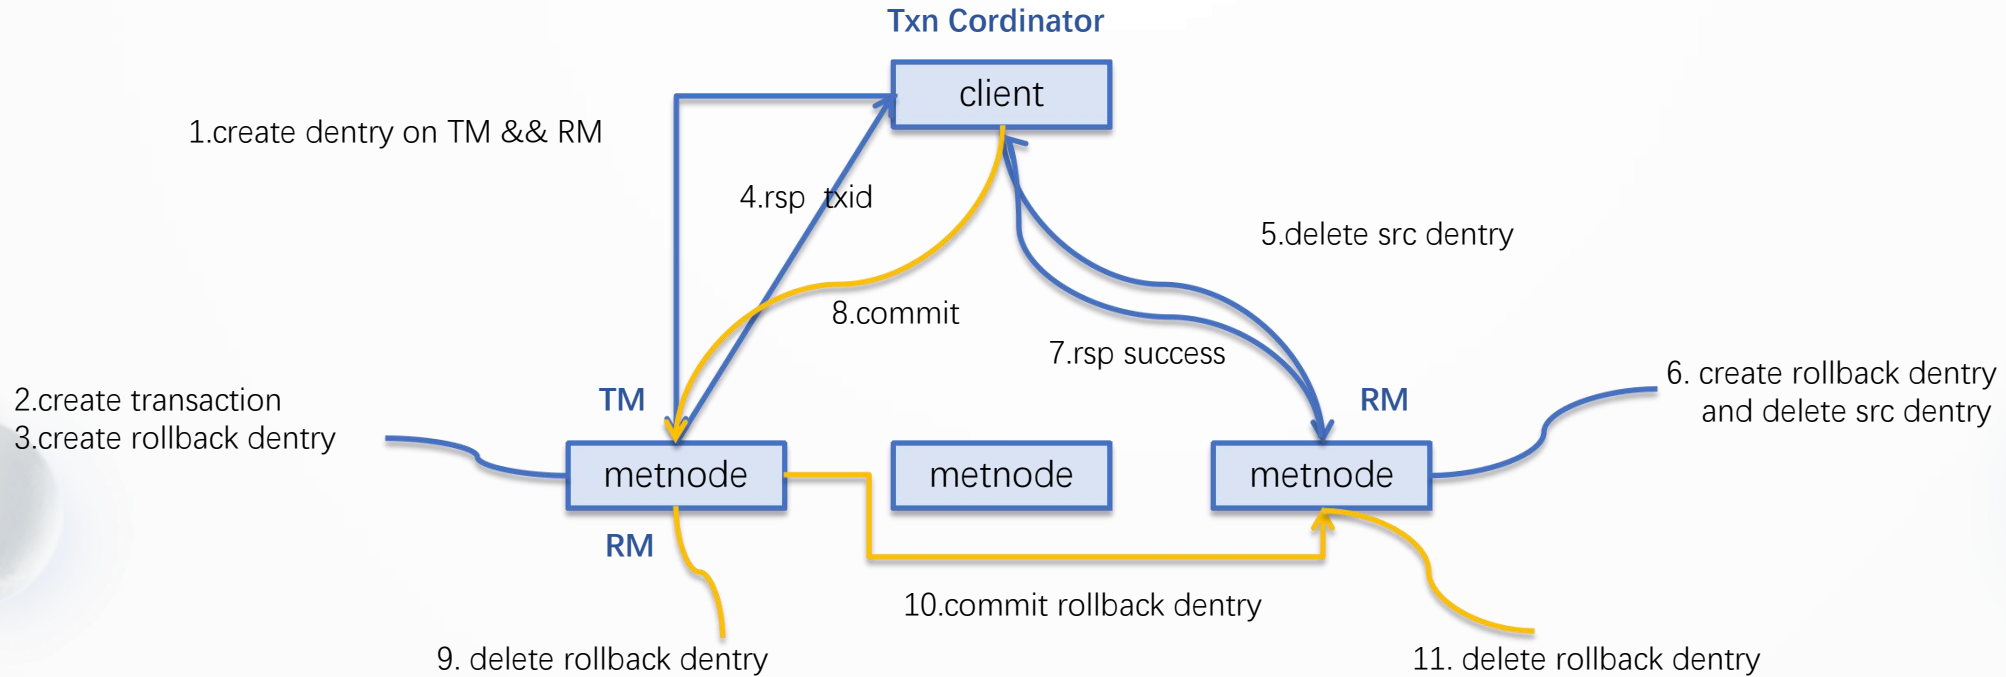 Txn Cordinator
client
1.create dentry on TM && RM
4.rsp txid
5.delete src dentry
8.commit
7.rsp success
TM
RM
6. create rollback dentry
and delete src dentry
2.create transaction
3.create rollback dentry
metnode
metnode
metnode
RM
10.commit rollback dentry
9. delete rollback dentry
11. delete rollback dentry